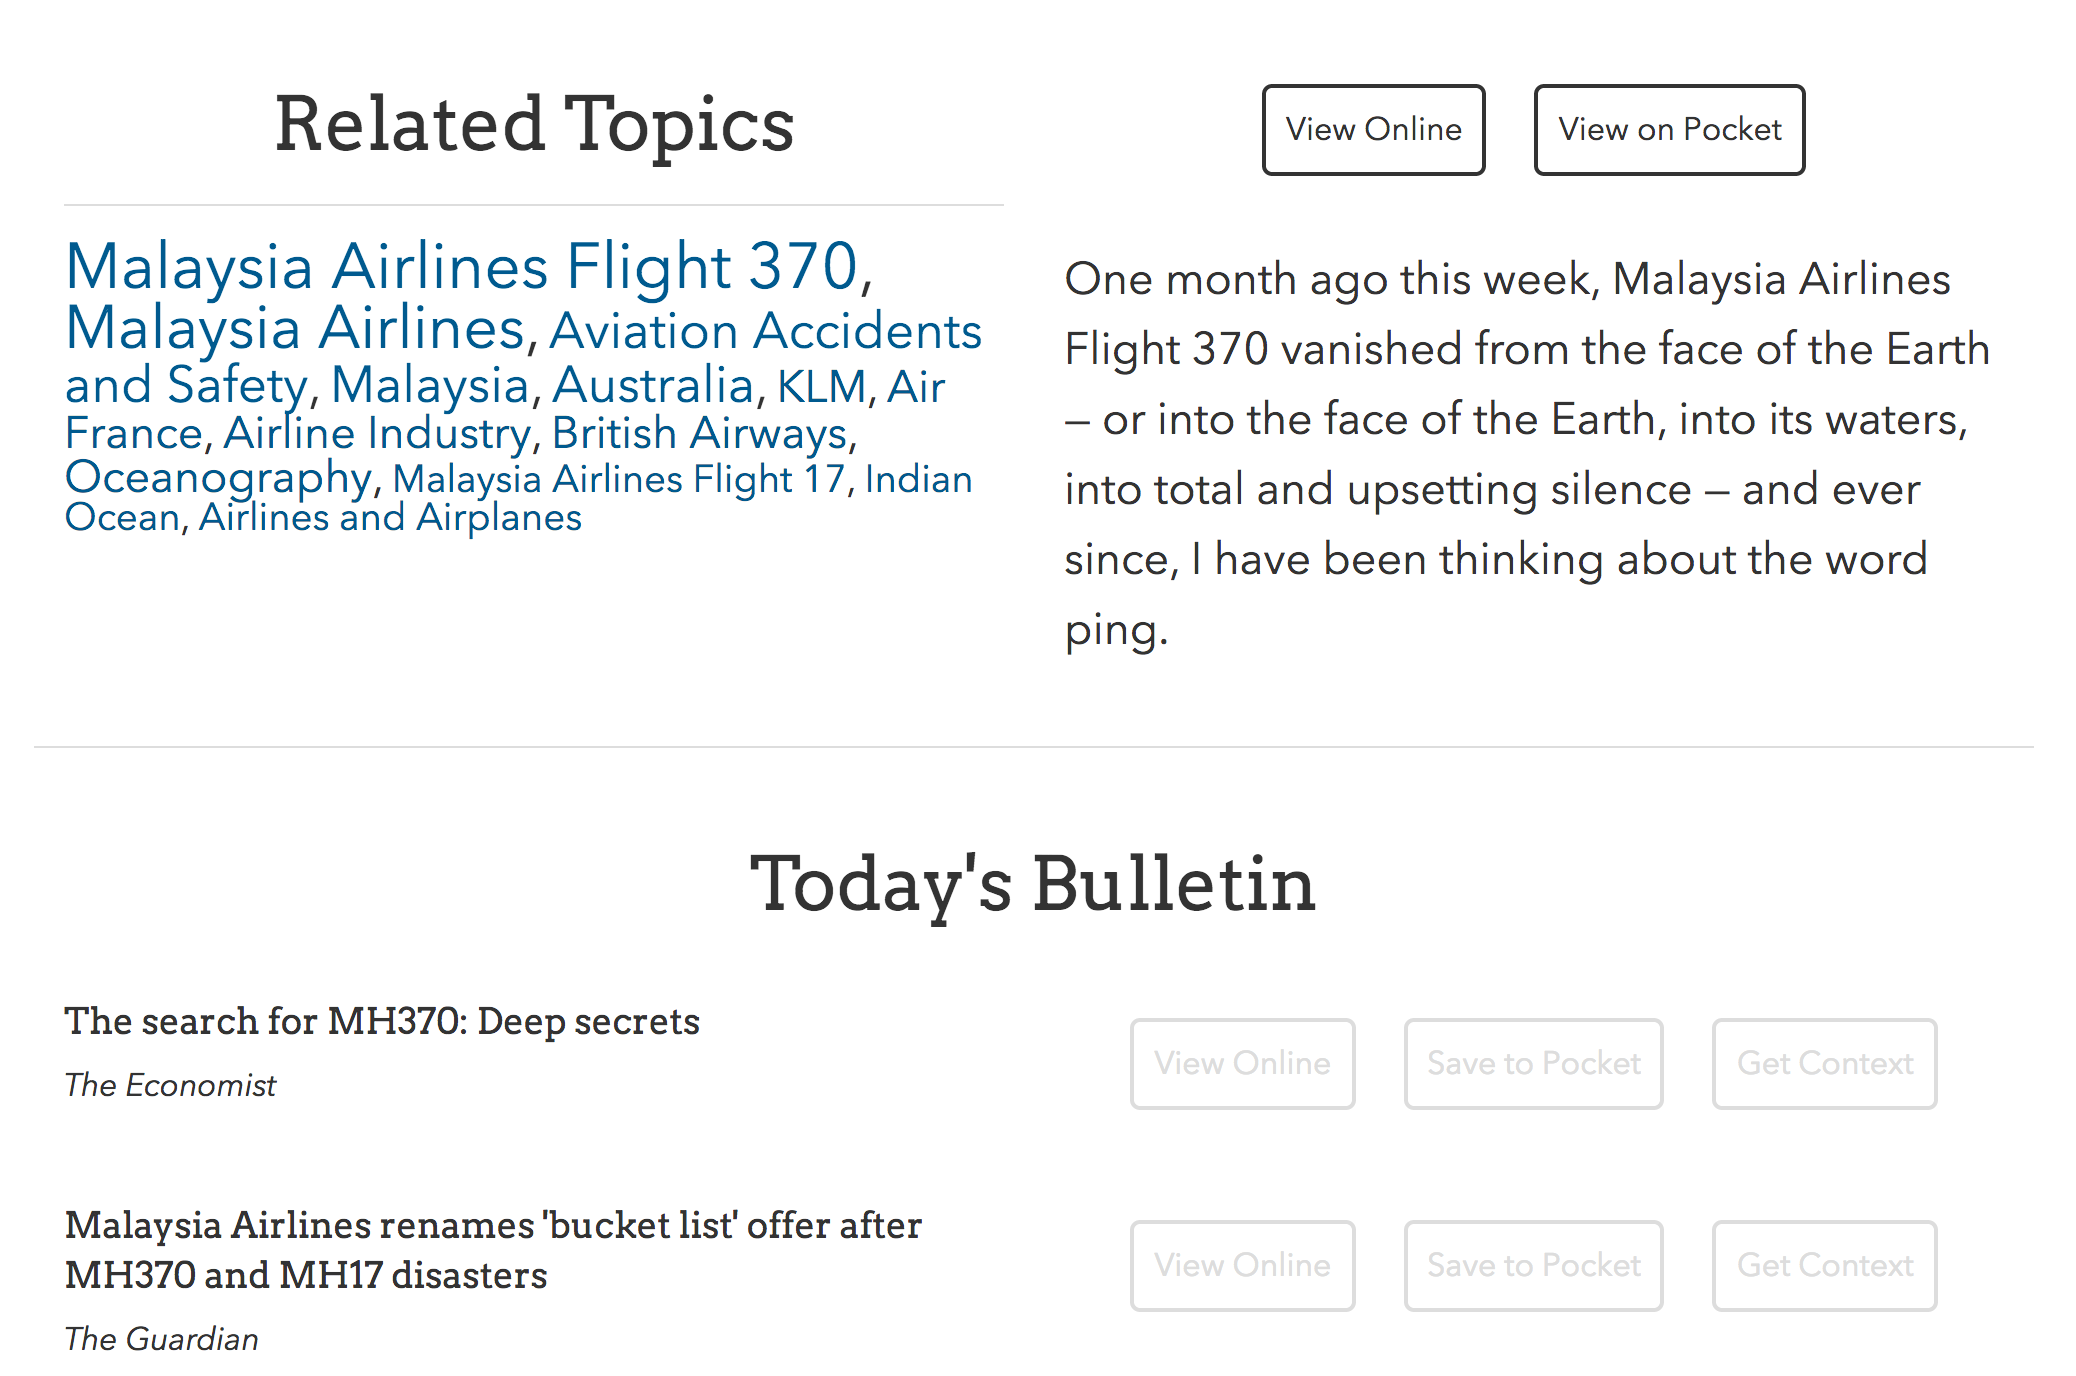 Related Topics
Malaysia Airlines Flight 370,
Malaysia Airlines, Aviation Accidents
and Safety, Malaysia, Australia, KLM, Air
France, Airline Industry, British Airways,
Oceanography, Malaysia Airlines Flight 17, Indian
Ocean, Airlines and Airplanes
View Online
View on Pocket
One month ago this week, Malaysia Airlines
Flight 370 vanished from the face of the Earth
– or into the face of the Earth, into its waters,
into total and upsetting silence – and ever
since, I have been thinking about the word
ping.
Today's Bulletin
The search for MH370: Deep secrets
The Economist
View Online
Save to Pocket
Get Context
Malaysia Airlines renames 'bucket list' offer after
MH370 and MH17 disasters
The Guardian
View Online
Save to Pocket
Get Context